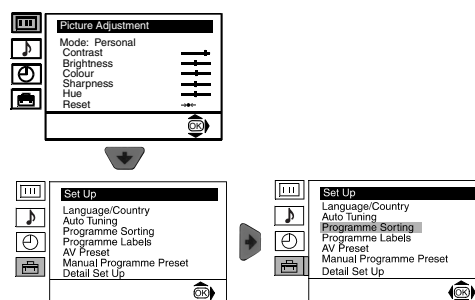 Picture Adjustment
Mode: Personal
Contrast
Brightness
Colour
Sharpness
Hue
Reset
OK
Set Up
Language/Country
Auto Tuning
Programme Sorting
Programme Labels
AV Preset
Manual Programme Preset
Detail Set Up
OK
Set Up
Language/Country
Auto Tuning
Programme Sorting
Programme Labels
AV Preset
Manual Programme Preset
Detail Set Up
OK